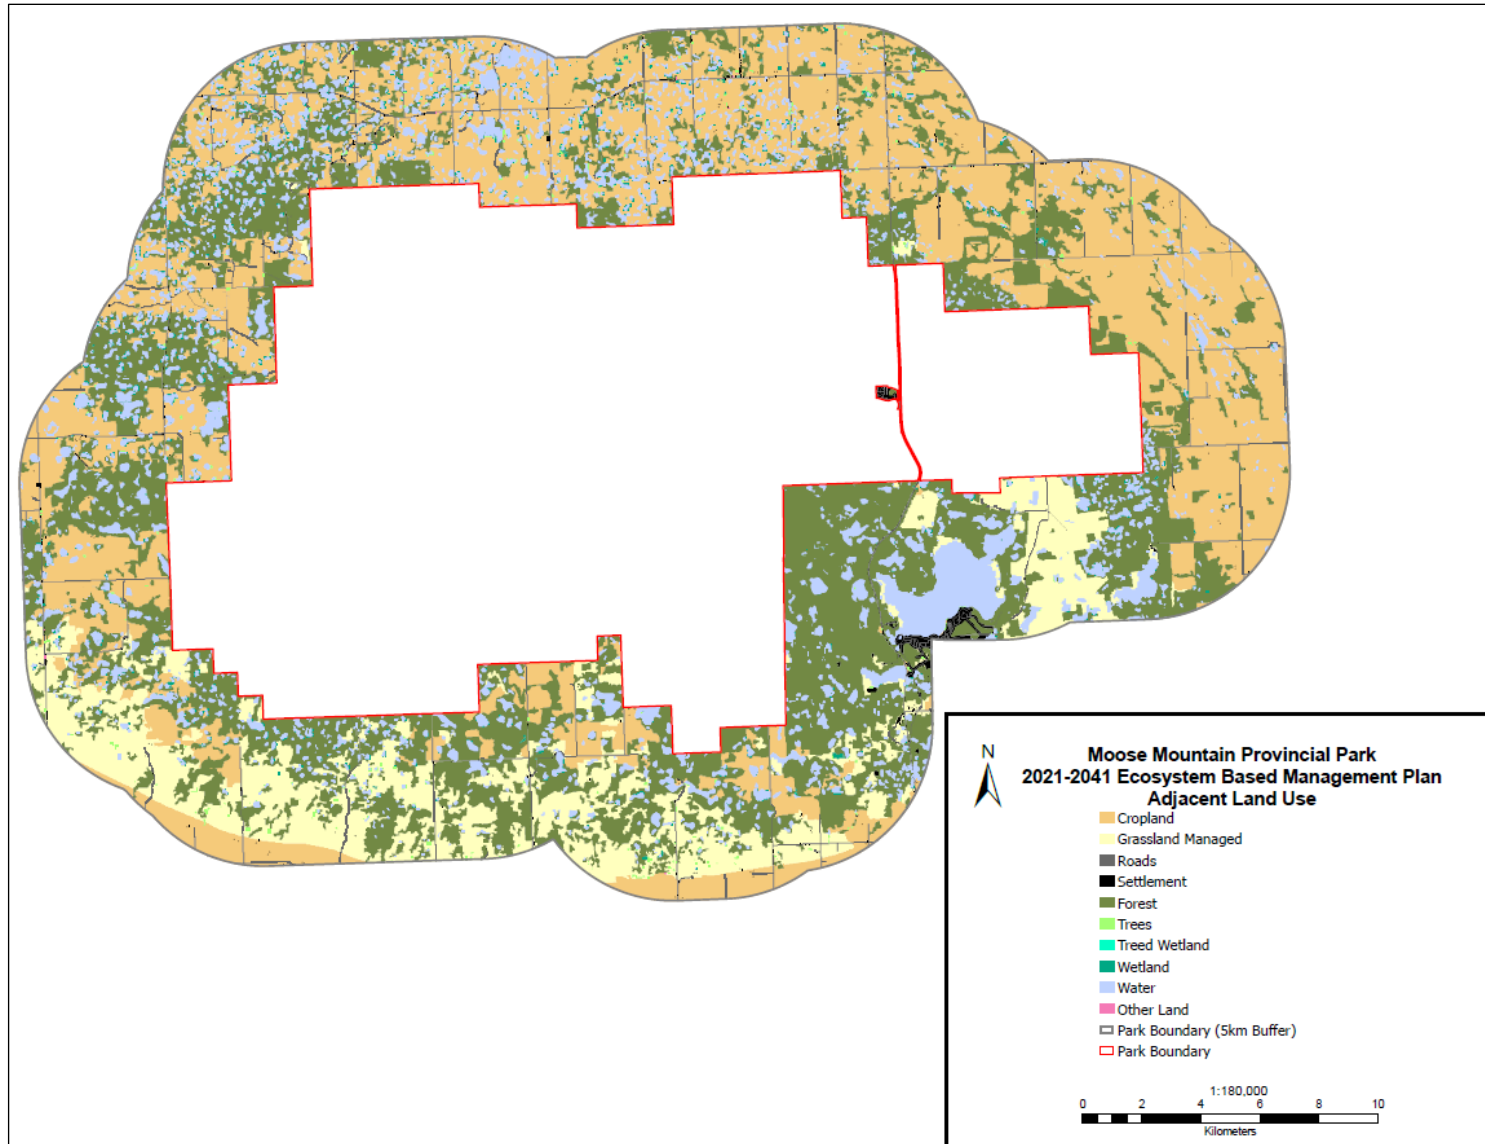 N
Moose Mountain Provincial Park
2021-2041 Ecosystem Based Management Plan
Adjacent Land Use
Cropland
Grassland Managed
Roads
Settlement
Forest
Trees
Treed Wetland
Wetland
Water
Other Land
Park Boundary (5km Buffer)
Park Boundary
1:180,000
0 2 4 6 8 10
Kilometers